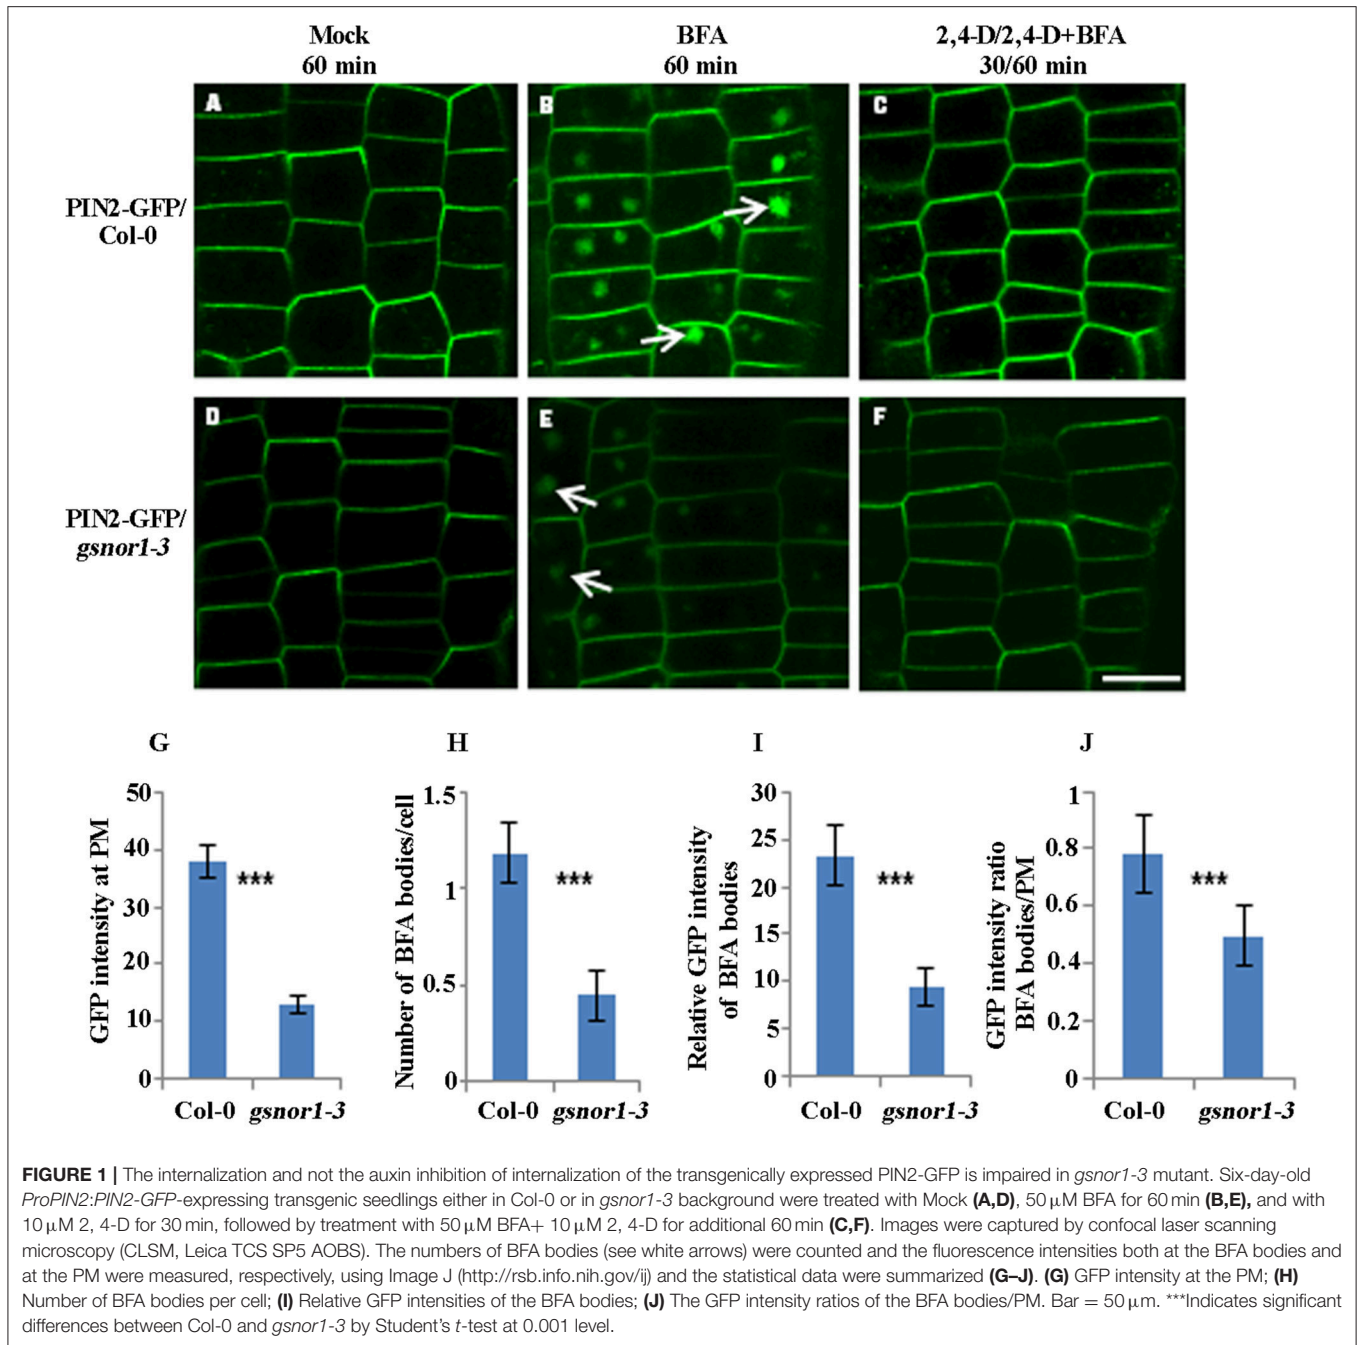 Mock
60 min
BFA
60 min
2,4-D/2,4-D+BFA
30/60 min
PIN2-GFP/
Col-0
A
B
C
PIN2-GFP/
gsnor1-3
D
E
F
G
GFP intensity at PM
50
40
30
20
10
0
Col-0 gsnor1-3
***
H
Number of BFA bodies/cell
1.5
1
0.5
0
Col-0 gsnor1-3
***
I
Relative GFP intensity
of BFA bodies
30
25
20
15
10
5
0
Col-0 gsnor1-3
***
J
GFP intensity ratio
BFA bodies/PM
1
0.8
0.6
0.4
0.2
0
Col-0 gsnor1-3
***
FIGURE 1 | The internalization and not the auxin inhibition of internalization of the transgenically expressed PIN2-GFP is impaired in gsnor1-3 mutant. Six-day-old
ProPIN2:PIN2-GFP-expressing transgenic seedlings either in Col-0 or in gsnor1-3 background were treated with Mock (A,D), 50 μM BFA for 60 min (B,E), and with
10 μM 2, 4-D for 30 min, followed by treatment with 50 μM BFA+ 10 μM 2, 4-D for additional 60 min (C,F). Images were captured by confocal laser scanning
microscopy (CLSM, Leica TCS SP5 AOBS). The numbers of BFA bodies (see white arrows) were counted and the fluorescence intensities both at the BFA bodies and
at the PM were measured, respectively, using Image J (http://rsb.info.nih.gov/ij) and the statistical data were summarized (G–J). (G) GFP intensity at the PM; (H)
Number of BFA bodies per cell; (I) Relative GFP intensities of the BFA bodies; (J) The GFP intensity ratios of the BFA bodies/PM. Bar = 50 μm. ***Indicates significant
differences between Col-0 and gsnor1-3 by Student's t-test at 0.001 level.